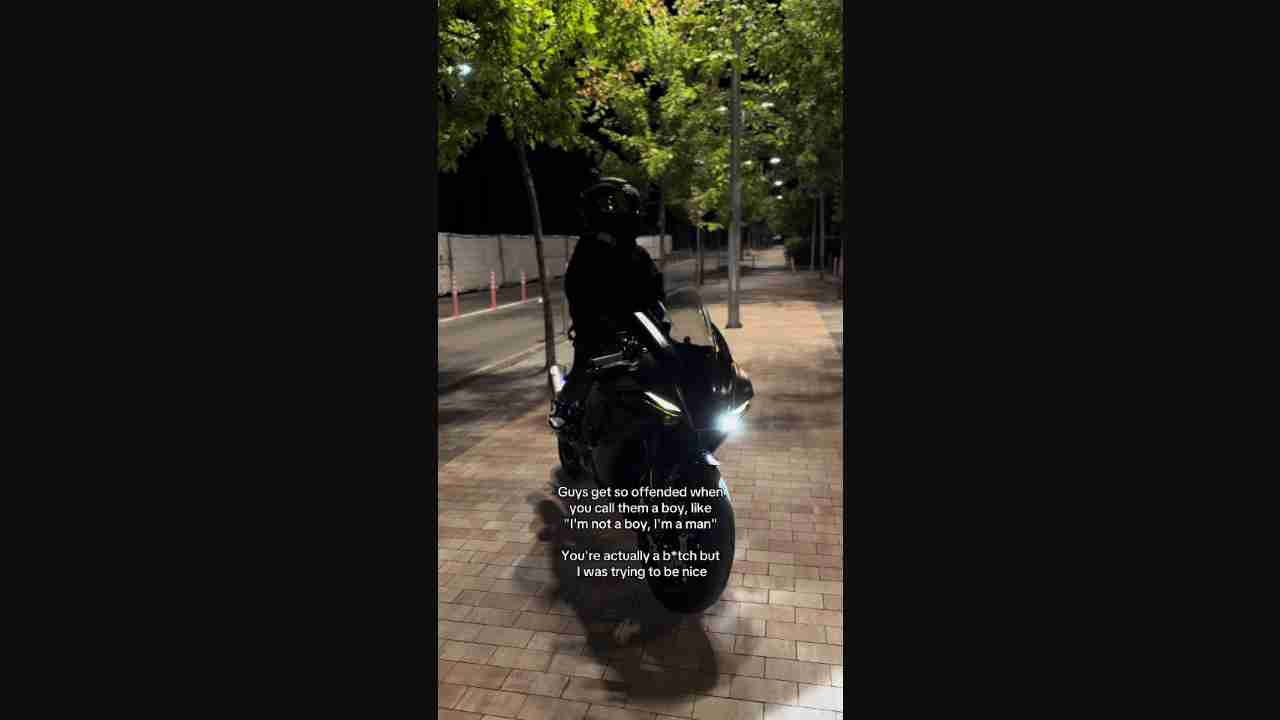 Guys get so offended when
you call them a boy, like
"I'm not a boy, I'm a man"
You're actually a b*tch but
I was trying to be nice